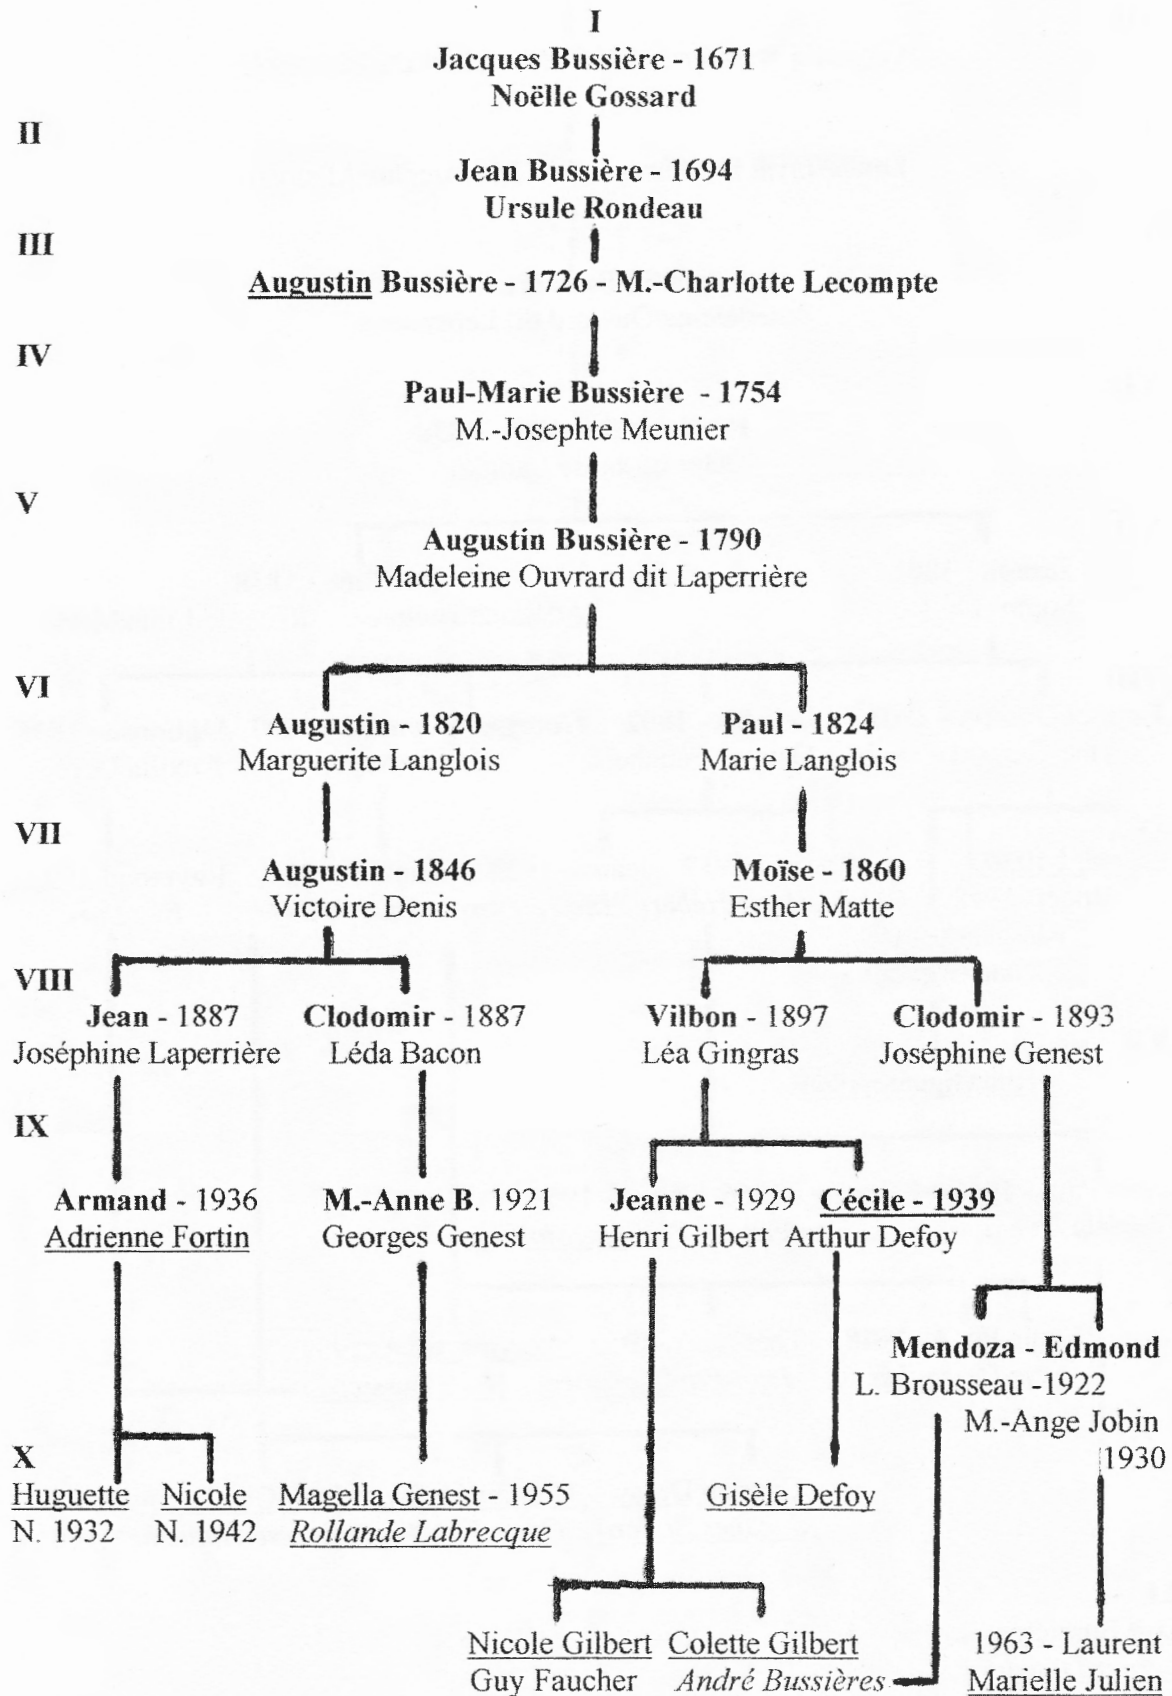 I
Jacques Bussière - 1671
Noëlle Gossard
II
Jean Bussière - 1694
Ursule Rondeau
III
Augustin Bussière - 1726 - M.-Charlotte Lecompte
IV
Paul-Marie Bussière - 1754
M.-Josephte Meunier
V
Augustin Bussière - 1790
Madeleine Ouvrard dit Laperrière
VI
Augustin - 1820 Paul - 1824
Marguerite Langlois Marie Langlois
VII
Augustin - 1846 Moïse - 1860
Victoire Denis Esther Matte
VIII
Jean - 1887 Clodomir - 1887 Vilbon - 1897 Clodomir - 1893
Joséphine Laperrière Léda Bacon Léa Gingras Joséphine Genest
IX
Armand - 1936 M.-Anne B. 1921 Jeanne - 1929 Cécile - 1939
Adrienne Fortin Georges Genest Henri Gilbert Arthur Defoy
Mendoza - Edmond
L. Brousseau -1922
M.-Ange Jobin
X 1930
Huguette Nicole Magella Genest - 1955 Gisèle Defoy
N. 1932 N. 1942 Rollande Labrecque
Nicole Gilbert Colette Gilbert 1963 - Laurent
Guy Faucher André Bussières Marielle Julien